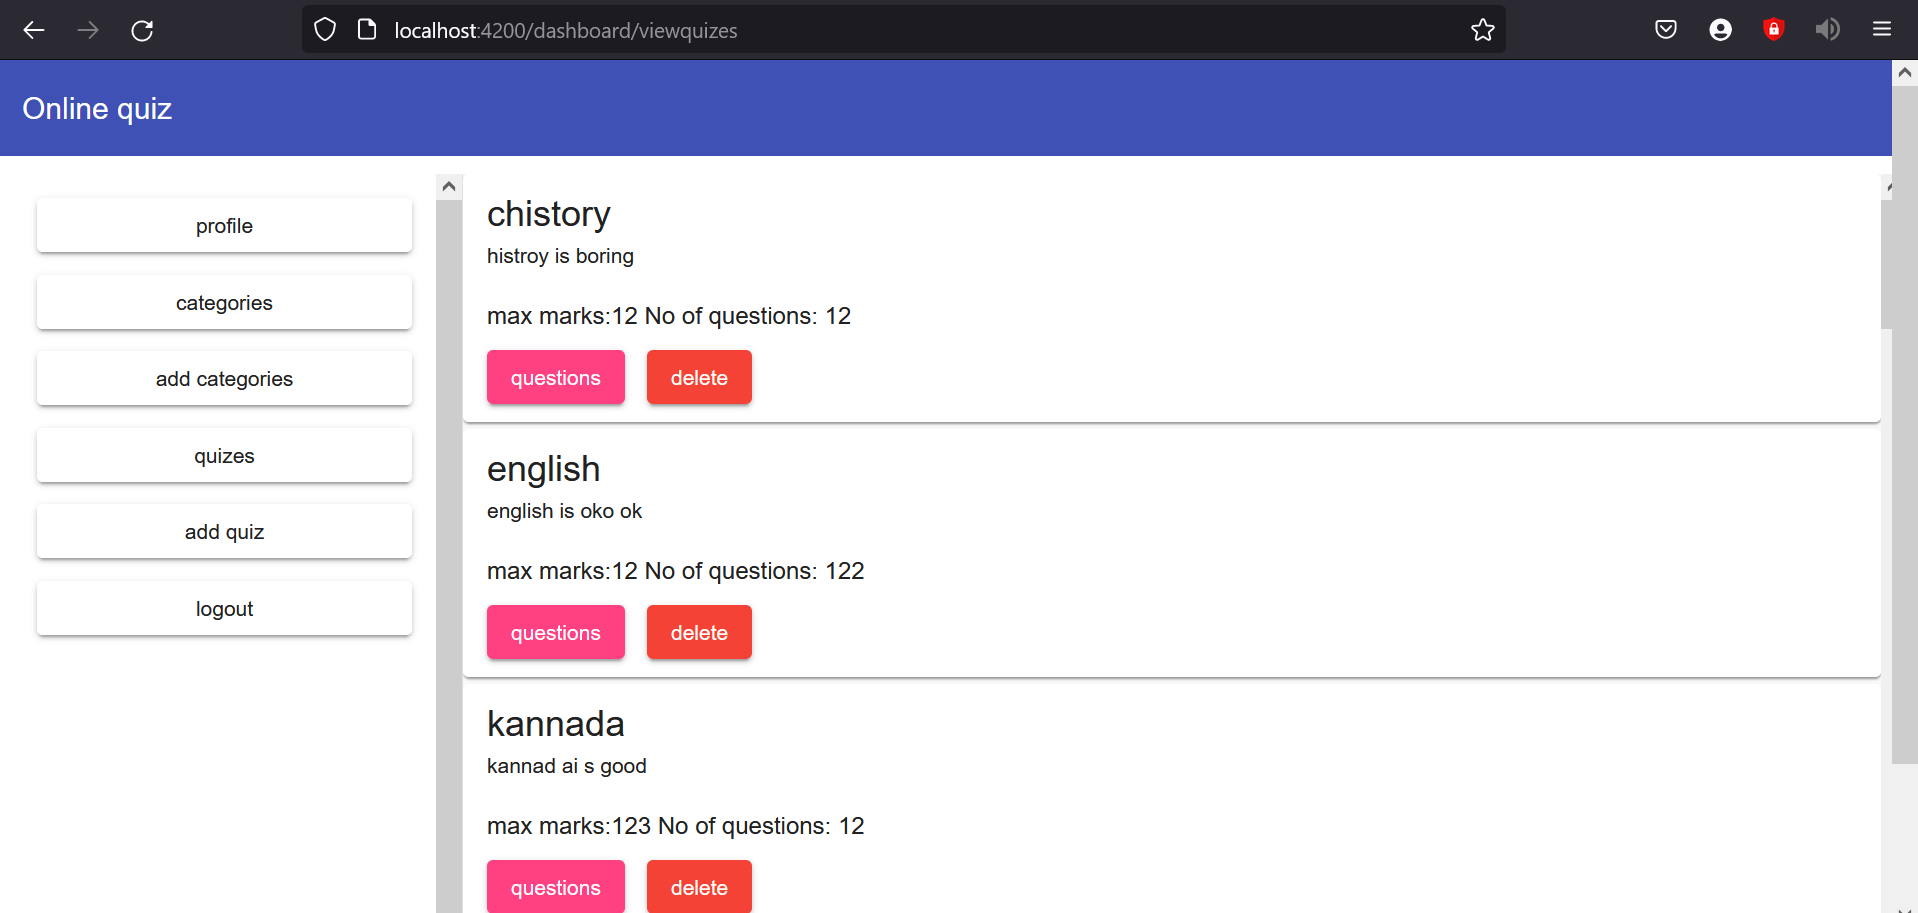 localhost:4200/dashboard/viewquizes
Online quiz
profile
categories
add categories
quizes
add quiz
logout
chistory
histroy is boring
max marks:12 No of questions: 12
questions delete
english
english is oko ok
max marks:12 No of questions: 122
questions delete
kannada
kannad ai s good
max marks:123 No of questions: 12
questions delete